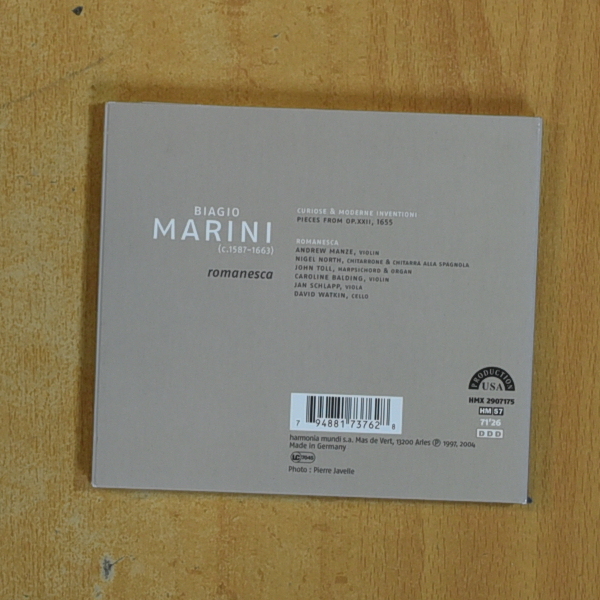 BIAGIO
MARINI
(c.1587–1663)
romanesca
CURIOSE & MODERNE INVENTIONI
PIECES FROM OP.XXII, 1655
ROMANESCA
ANDREW MANZE, VIOLIN
NIGEL NORTH, CHITARRONE & CHITARRA ALLA SPAGNOLA
JOHN TOLL, HARPSICHORD & ORGAN
CAROLINE BALDING, VIOLIN
JAN SCHLAPP, VIOLA
DAVID WATKIN, CELLO
PRODUCTION
USA
HMX 2907175
HM 57
71'26
DDD
7 94881 73762 8
harmonia mundi s.a. Mas de Vert, 13200 Arles ℗ 1997, 2004
Made in Germany
Photo : Pierre Javelle